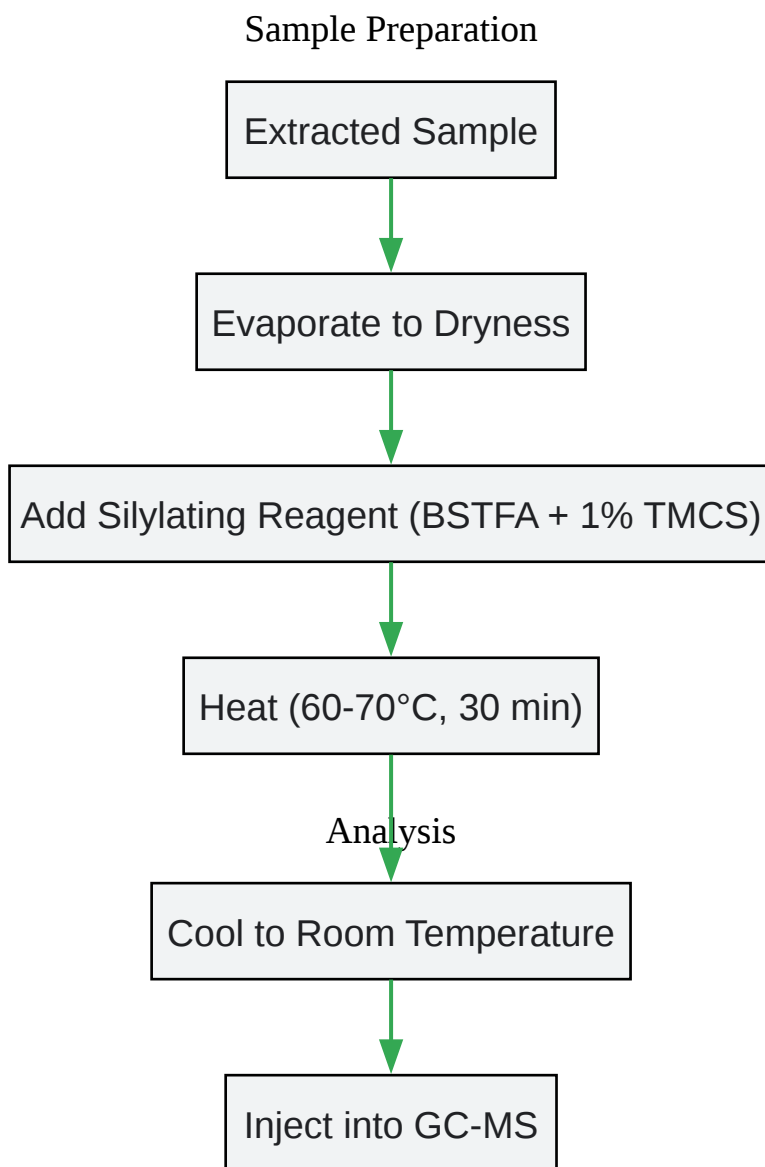 Sample Preparation
Extracted Sample
Evaporate to Dryness
Add Silylating Reagent (BSTFA + 1% TMCS)
Heat (60-70°C, 30 min)
Analysis
Cool to Room Temperature
Inject into GC-MS